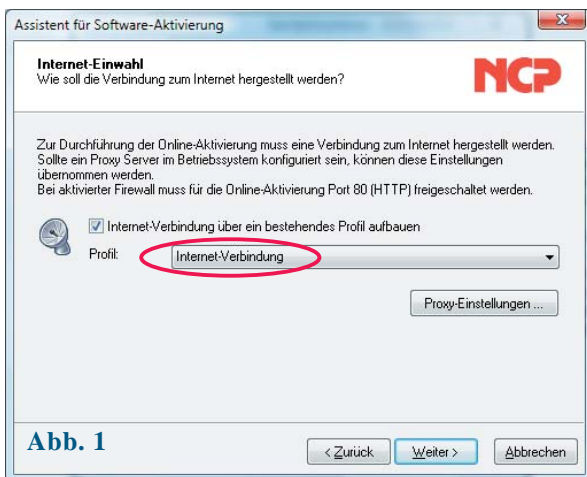 Assistent für Software-Aktivierung
Internet-Einwahl
Wie soll die Verbindung zum Internet hergestellt werden?
NCP
Zur Durchführung der Online-Aktivierung muss eine Verbindung zum Internet hergestellt werden.
Sollte ein Proxy Server im Betriebssystem konfiguriert sein, können diese Einstellungen
übernommen werden.
Bei aktivierter Firewall muss für die Online-Aktivierung Port 80 (HTTP) freigeschaltet werden.
Internet-Verbindung über ein bestehendes Profil aufbauen
Profil: Internet-Verbindung
Proxy-Einstellungen ...
Abb. 1
< Zurück Weiter > Abbrechen